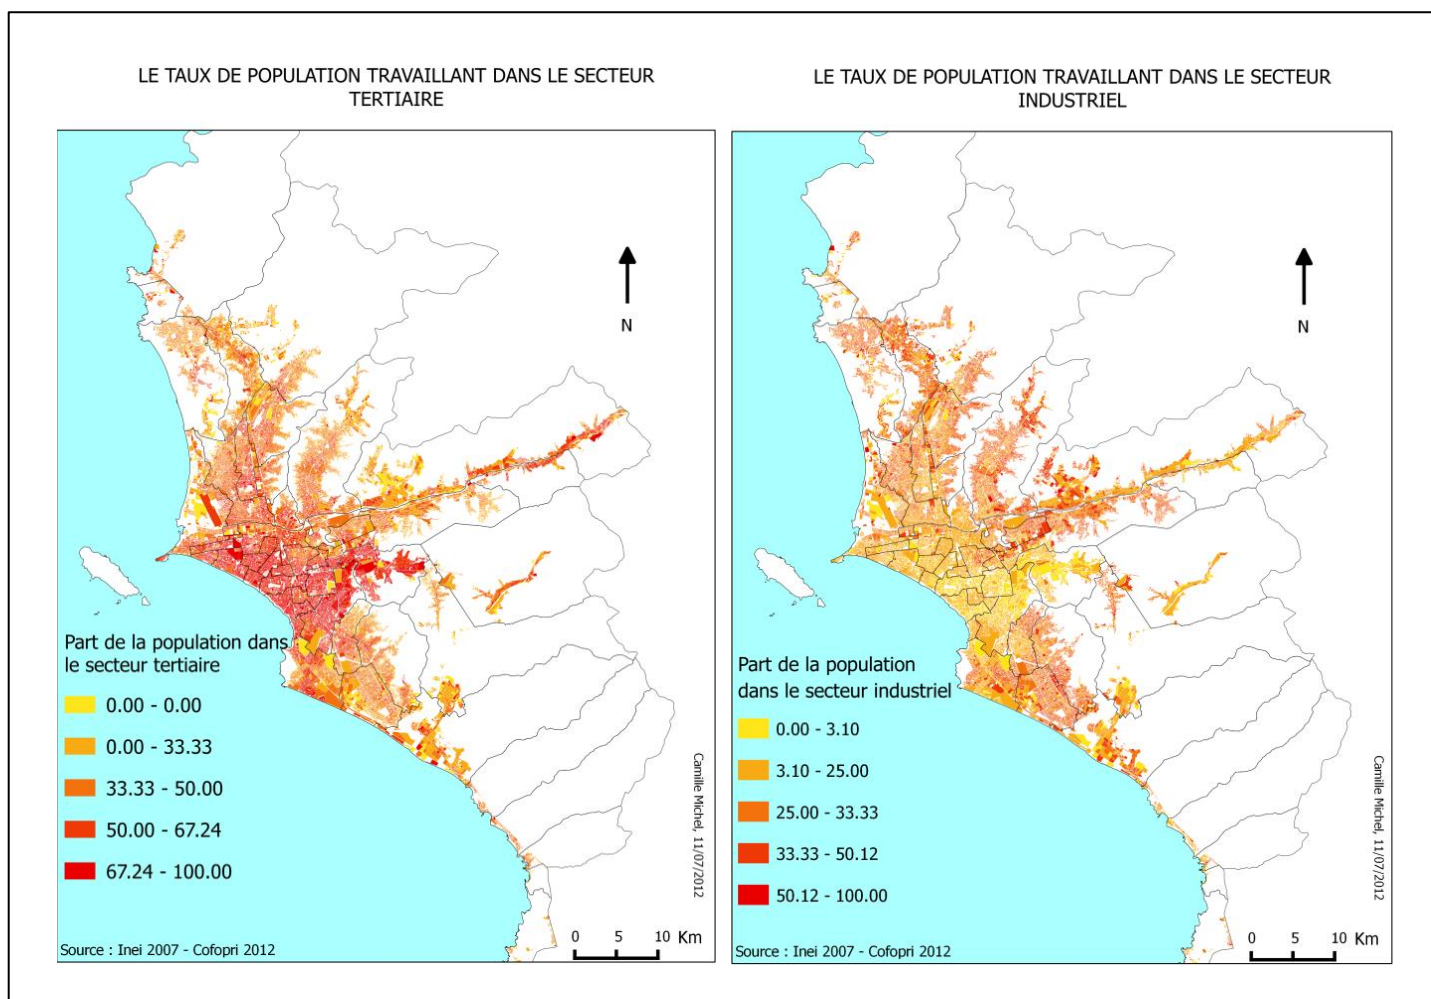 LE TAUX DE POPULATION TRAVAILLANT DANS LE SECTEUR
TERTIAIRE
N
Part de la population dans
le secteur tertiaire
0.00 - 0.00
0.00 - 33.33
33.33 - 50.00
50.00 - 67.24
67.24 - 100.00
Camille Michel, 11/07/2012
Source : Inei 2007 - Cofopri 2012
0 5 10 Km
LE TAUX DE POPULATION TRAVAILLANT DANS LE SECTEUR
INDUSTRIEL
N
Part de la population
dans le secteur industriel
0.00 - 3.10
3.10 - 25.00
25.00 - 33.33
33.33 - 50.12
50.12 - 100.00
Camille Michel, 11/07/2012
Source : Inei 2007 - Cofopri 2012
0 5 10 Km